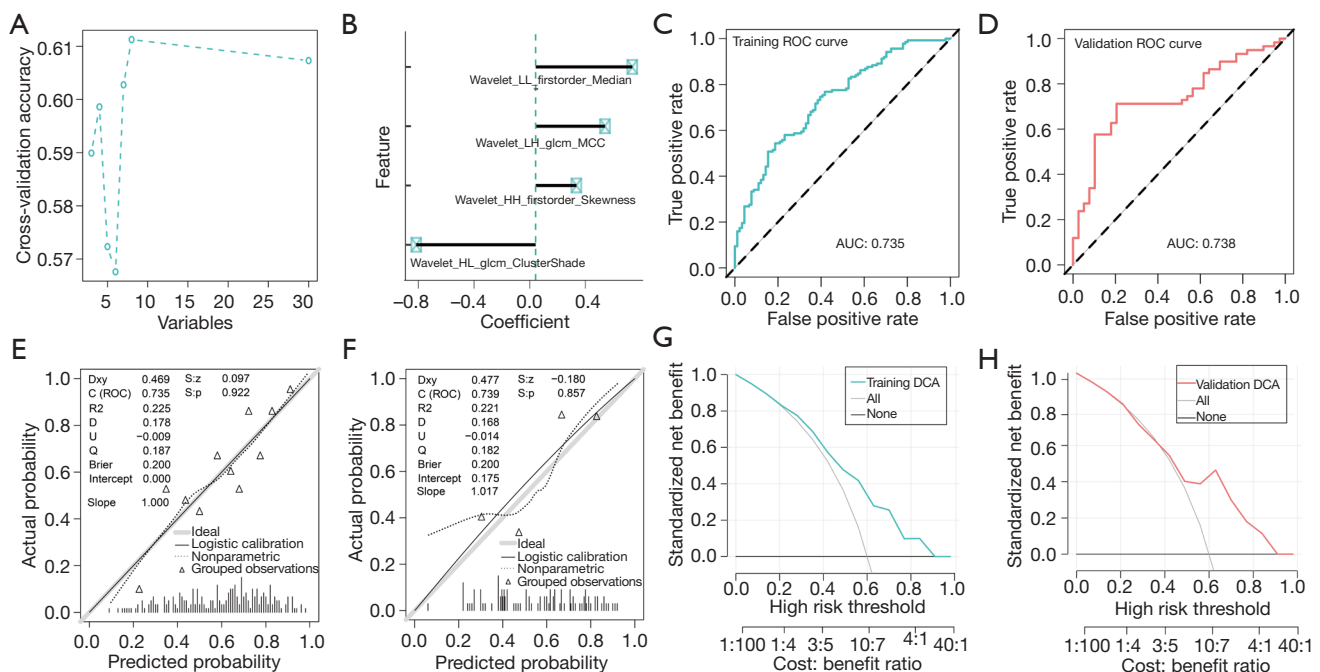 A
0.61
0.60
0.59
0.58
0.57
Cross-validation accuracy
5 10 15 20 25 30
Variables
B
Feature
Wavelet_LL_firstorder_Median
Wavelet_LH_glcm_MCC
Wavelet_HH_firstorder_Skewness
Wavelet_HL_glcm_ClusterShade
−0.8 −0.4 0.0 0.4
Coefficient
C
Training ROC curve
1.0
0.8
0.6
0.4
0.2
0.0
True positive rate
AUC: 0.735
0.0 0.2 0.4 0.6 0.8 1.0
False positive rate
D
Validation ROC curve
1.0
0.8
0.6
0.4
0.2
0.0
True positive rate
AUC: 0.738
0.0 0.2 0.4 0.6 0.8 1.0
False positive rate
E
1.0
0.8
0.6
0.4
0.2
0.0
Actual probability
Dxy 0.469 S:z 0.097
C (ROC) 0.735 S:p 0.922
R2 0.225
D 0.178
U −0.009
Q 0.187
Brier 0.200
Intercept 0.000
Slope 1.000
Ideal
Logistic calibration
Nonparametric
Grouped observations
0.0 0.2 0.4 0.6 0.8 1.0
Predicted probability
F
1.0
0.8
0.6
0.4
0.2
0.0
Actual probability
Dxy 0.477 S:z −0.180
C (ROC) 0.739 S:p 0.857
R2 0.221
D 0.168
U −0.014
Q 0.182
Brier 0.200
Intercept 0.175
Slope 1.017
Ideal
Logistic calibration
Nonparametric
Grouped observations
0.0 0.2 0.4 0.6 0.8 1.0
Predicted probability
G
1.0
0.8
0.6
0.4
0.2
0.0
Standardized net benefit
Training DCA
All
None
0.0 0.2 0.4 0.6 0.8 1.0
High risk threshold
1:100 1:4 3:5 10:7 4:1 40:1
Cost: benefit ratio
H
1.0
0.8
0.6
0.4
0.2
0.0
Standardized net benefit
Validation DCA
All
None
0.0 0.2 0.4 0.6 0.8 1.0
High risk threshold
1:100 1:4 3:5 10:7 4:1 40:1
Cost: benefit ratio